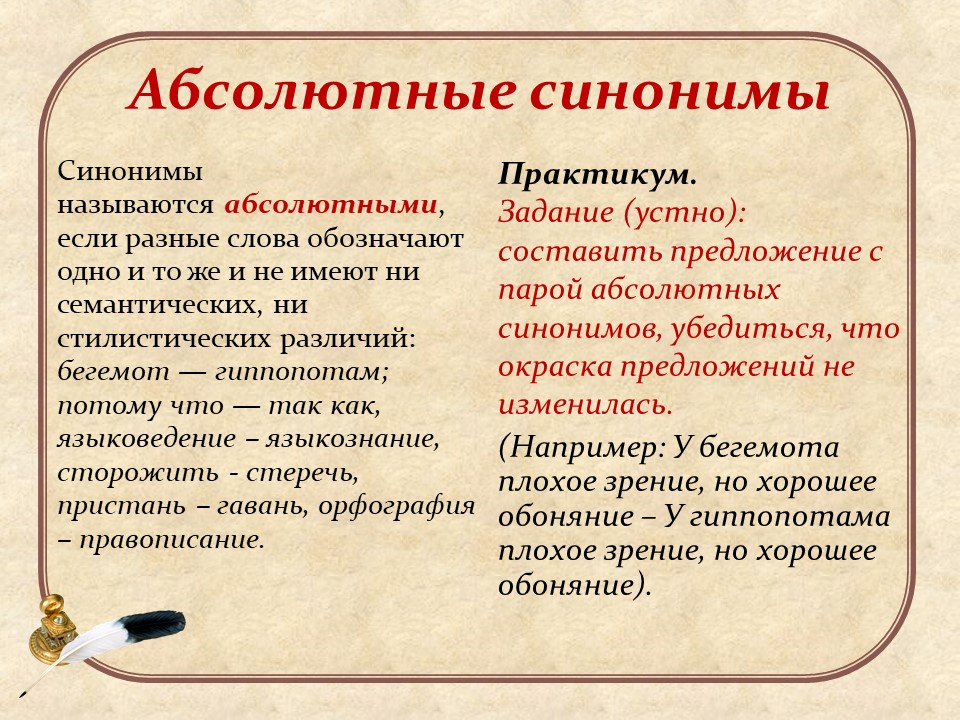 Абсолютные синонимы
Синонимы
называются абсолютными,
если разные слова обозначают
одно и то же и не имеют ни
семантических, ни
стилистических различий:
бегемот — гиппопотам;
потому что — так как,
языковедение – языкознание,
сторожить - стеречь,
пристань – гавань, орфография
– правописание.
Практикум.
Задание (устно):
составить предложение с
парой абсолютных
синонимов, убедиться, что
окраска предложений не
изменилась.
(Например: У бегемота
плохое зрение, но хорошее
обоняние – У гиппопотама
плохое зрение, но хорошее
обоняние).